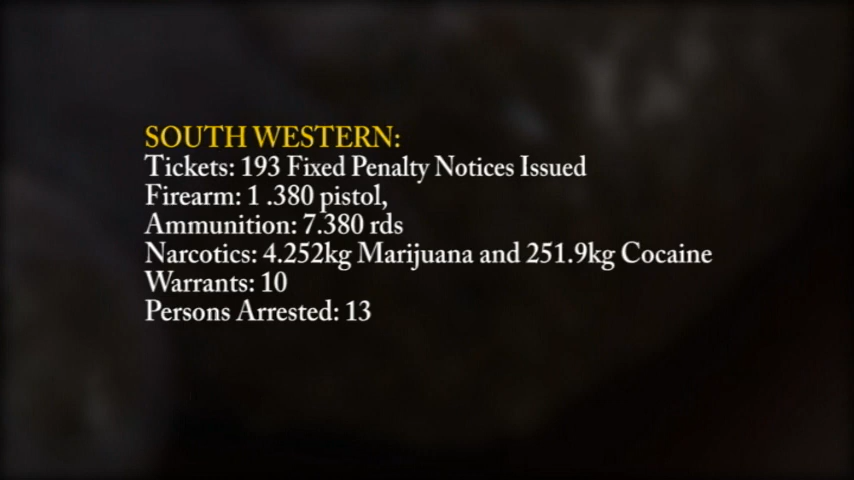 SOUTH WESTERN:
Tickets: 193 Fixed Penalty Notices Issued
Firearm: 1 .380 pistol,
Ammunition: 7.380 rds
Narcotics: 4.252kg Marijuana and 251.9kg Cocaine
Warrants: 10
Persons Arrested: 13